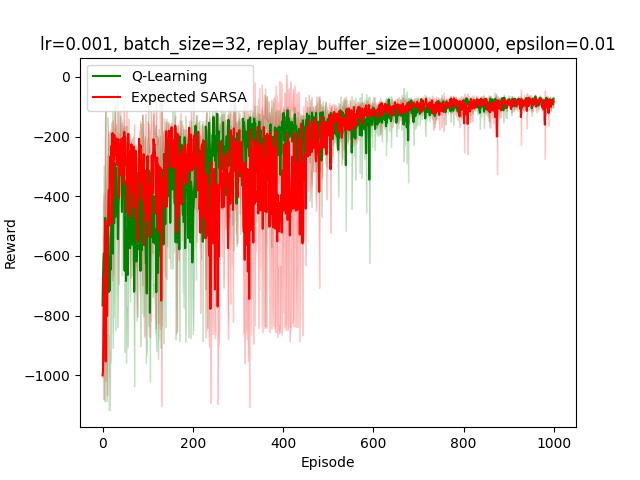 lr=0.001, batch_size=32, replay_buffer_size=1000000, epsilon=0.01
Q-Learning
Expected SARSA
0
−200
−400
−600
−800
−1000
Reward
0
200
400
600
800
1000
Episode